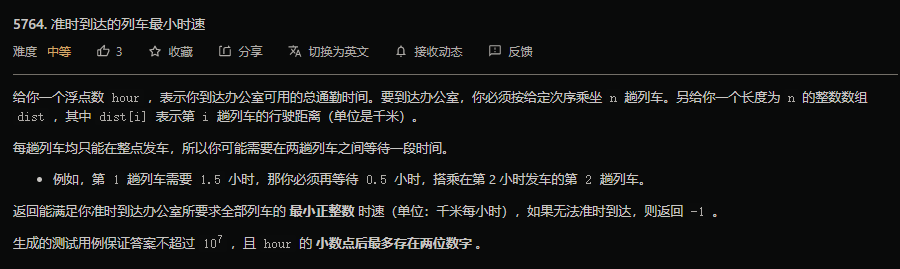 5764. 准时到达的列车最小时速
难度 中等 3 收藏 分享 切换为英文 接收动态 反馈
给你一个浮点数 hour ，表示你到达办公室可用的总通勤时间。要到达办公室，你必须按给定次序乘坐 n 趟列车。另给你一个长度为 n 的整数数组
dist ，其中 dist[i] 表示第 i 趟列车的行驶距离（单位是千米）。
每趟列车均只能在整点发车，所以你可能需要在两趟列车之间等待一段时间。
• 例如，第 1 趟列车需要 1.5 小时，那你必须再等待 0.5 小时，搭乘在第 2 小时发车的第 2 趟列车。
返回能满足你准时到达办公室所要求全部列车的 最小正整数 时速（单位：千米每小时），如果无法准时到达，则返回 -1 。
生成的测试用例保证答案不超过 10⁷ ，且 hour 的 小数点后最多存在两位数字 。